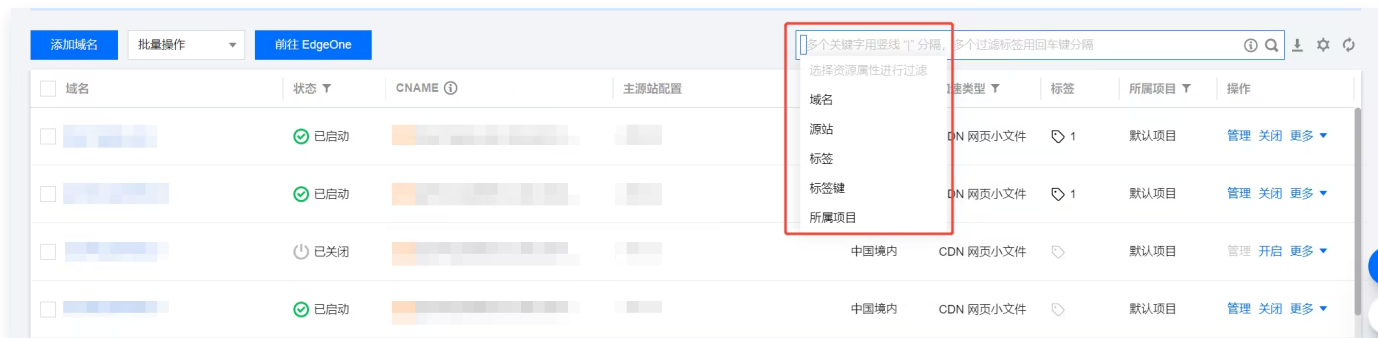 添加域名 批量操作 前往 EdgeOne 多个关键字用竖线 "|" 分隔，多个过滤标签用回车键分隔
选择资源属性进行过滤
域名
源站
标签
标签键
所属项目
域名 状态 CNAME 主源站配置 速类型 标签 所属项目 操作
已启动 CDN 网页小文件 1 默认项目 管理 关闭 更多
已启动 CDN 网页小文件 1 默认项目 管理 关闭 更多
已关闭 中国境内 CDN 网页小文件 默认项目 管理 开启 更多
已启动 中国境内 CDN 网页小文件 默认项目 管理 关闭 更多